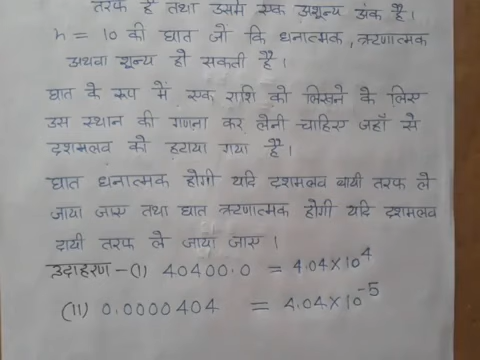 तरफ है तथा उसमें एक अशून्य अंक है।
n = 10 की घात जो कि धनात्मक, ऋणात्मक
अथवा शून्य हो सकती है।
घात के रूप में एक राशि को लिखने के लिए
उस स्थान की गणना कर लेनी चाहिए जहाँ से
दशमलव को हटाया गया है।
घात धनात्मक होगी यदि दशमलव बायी तरफ ले
जाया जाए तथा घात ऋणात्मक होगी यदि दशमलव
दायी तरफ ले जाया जाए।
उदाहरण - (I) 40400.0 = 4.04×10⁴
(II) 0.0000404 = 4.04×10⁻⁵